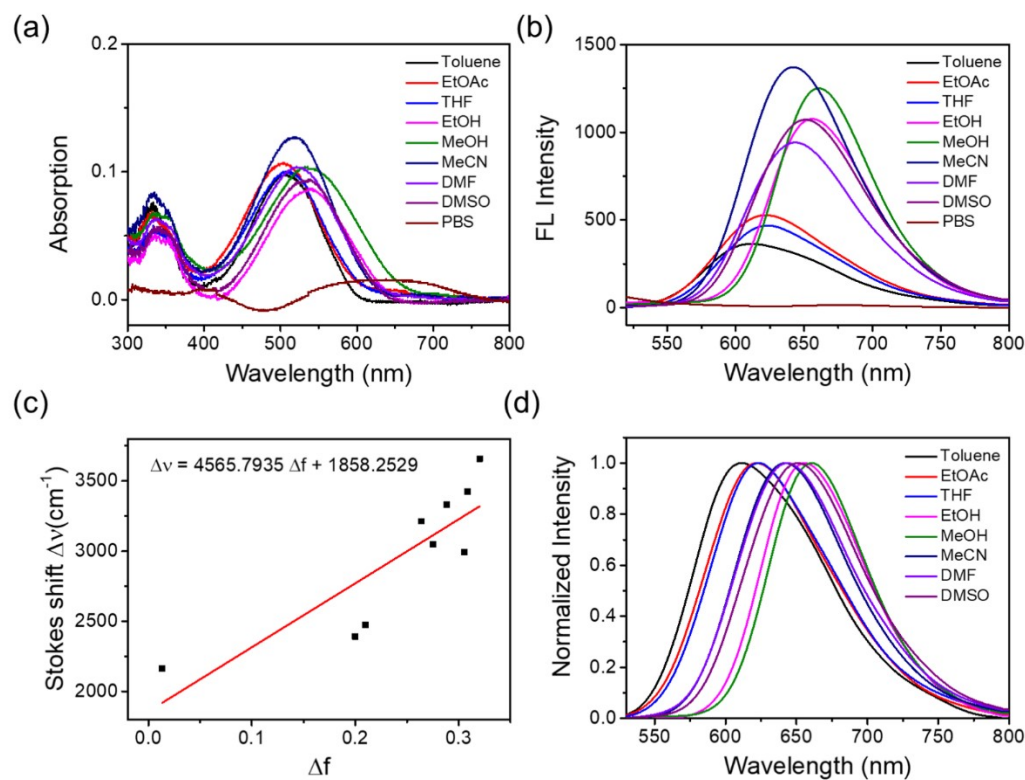 (a)
0.2
0.1
0.0
Absorption
300 400 500 600 700 800
Wavelength (nm)
Toluene
EtOAc
THF
EtOH
MeOH
MeCN
DMF
DMSO
PBS
(b)
1500
1250
1000
750
500
250
0
FL Intensity
550 600 650 700 750 800
Wavelength (nm)
Toluene
EtOAc
THF
EtOH
MeOH
MeCN
DMF
DMSO
PBS
(c)
Δν = 4565.7935 Δf + 1858.2529
3500
3000
2500
2000
Stokes shift Δν(cm⁻¹)
0.0 0.1 0.2 0.3
Δf
(d)
1.0
0.8
0.6
0.4
0.2
0.0
Normalized Intensity
550 600 650 700 750 800
Wavelength (nm)
Toluene
EtOAc
THF
EtOH
MeOH
MeCN
DMF
DMSO